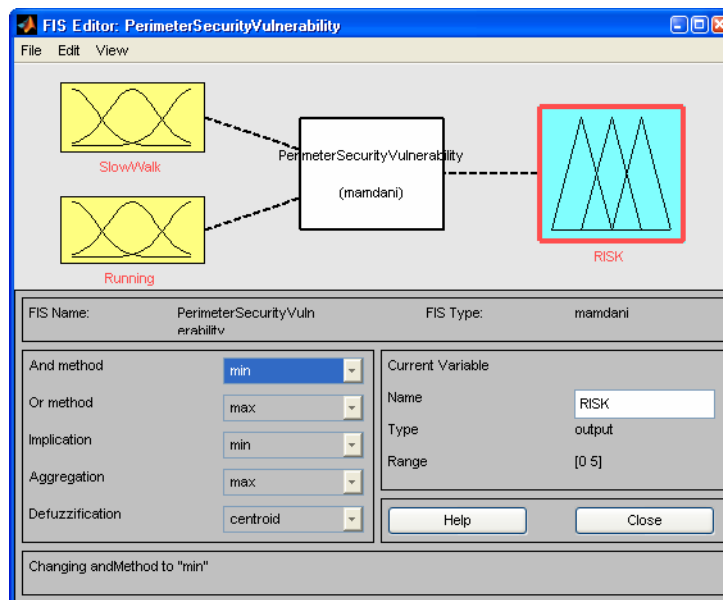 FIS Editor: PerimeterSecurityVulnerability
File Edit View
SlowWalk
Running
PerimeterSecurityVulnerability
(mamdani)
RISK
FIS Name:
PerimeterSecurityVuln
erability
FIS Type:
mamdani
And method
min
Or method
max
Implication
min
Aggregation
max
Defuzzification
centroid
Current Variable
Name
RISK
Type
output
Range
[0 5]
Help
Close
Changing andMethod to "min"